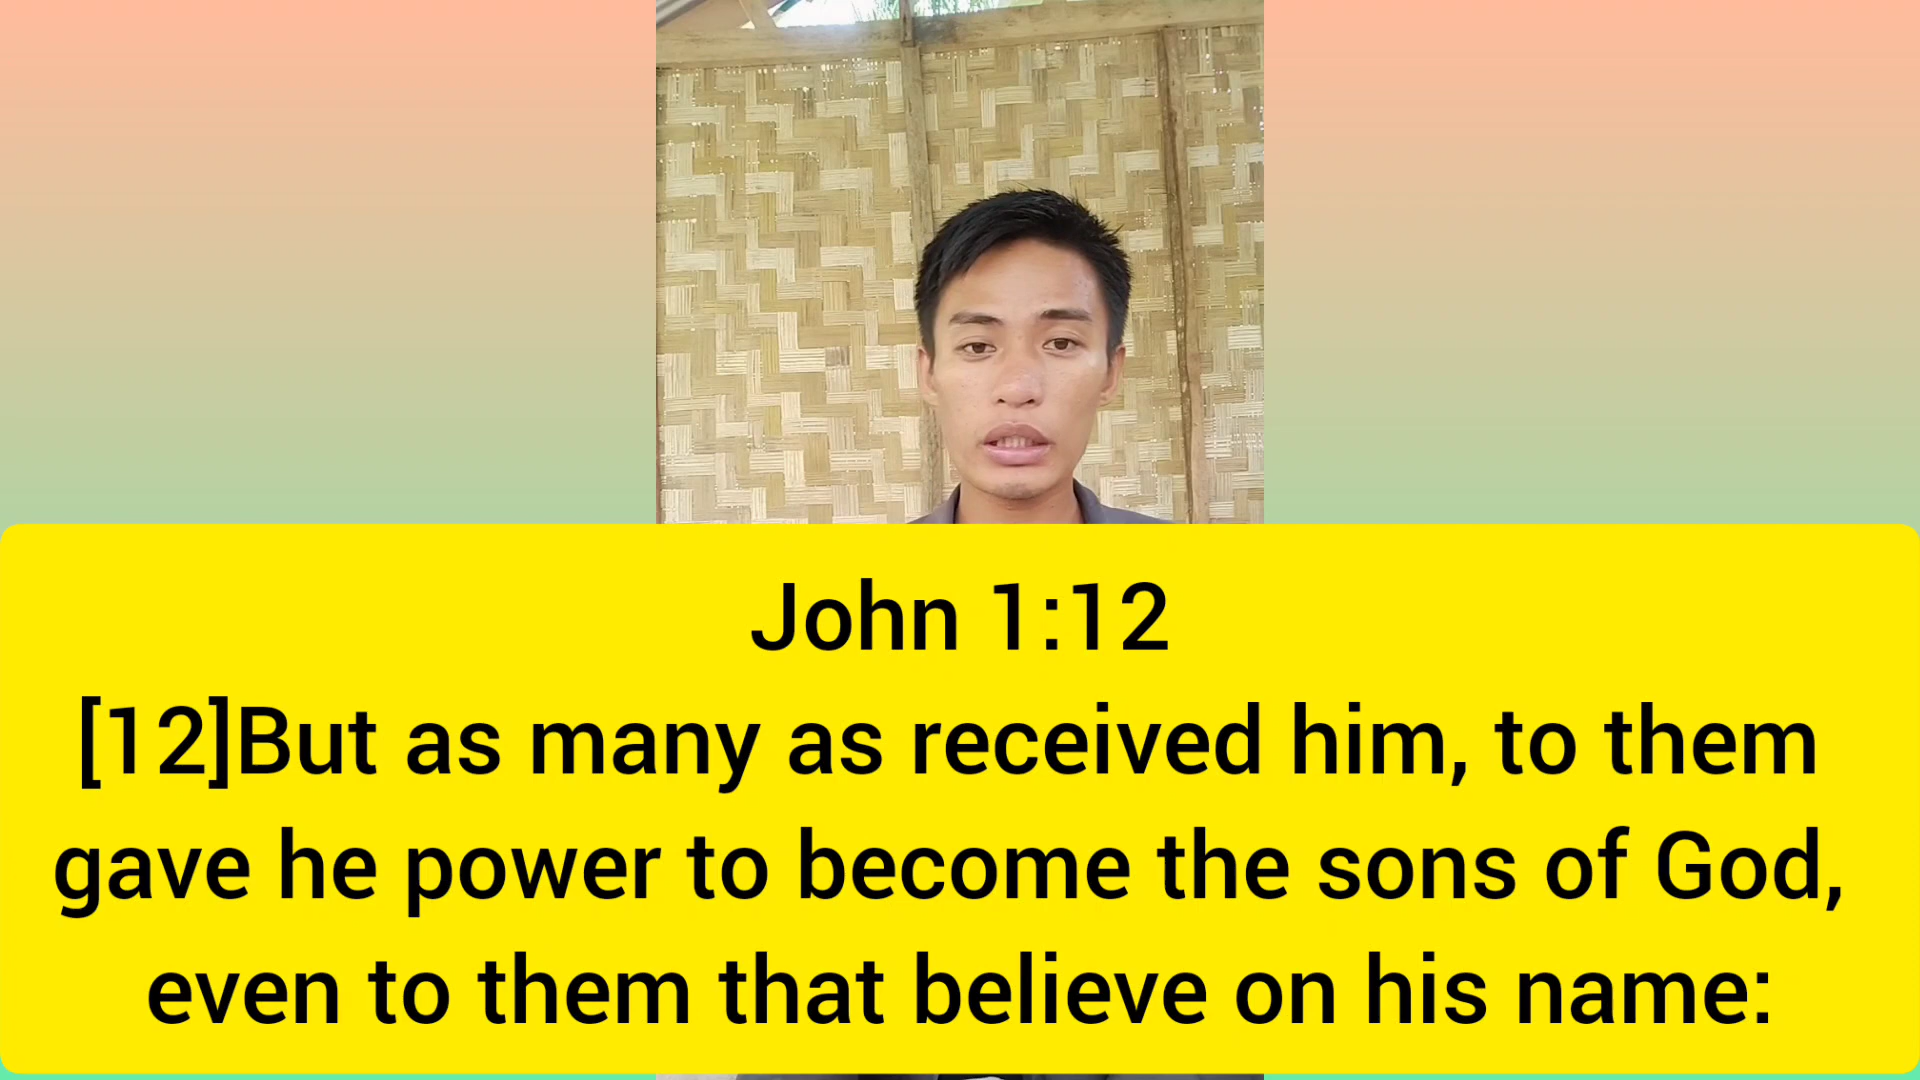 John 1:12
[12]But as many as received him, to them
gave he power to become the sons of God,
even to them that believe on his name: